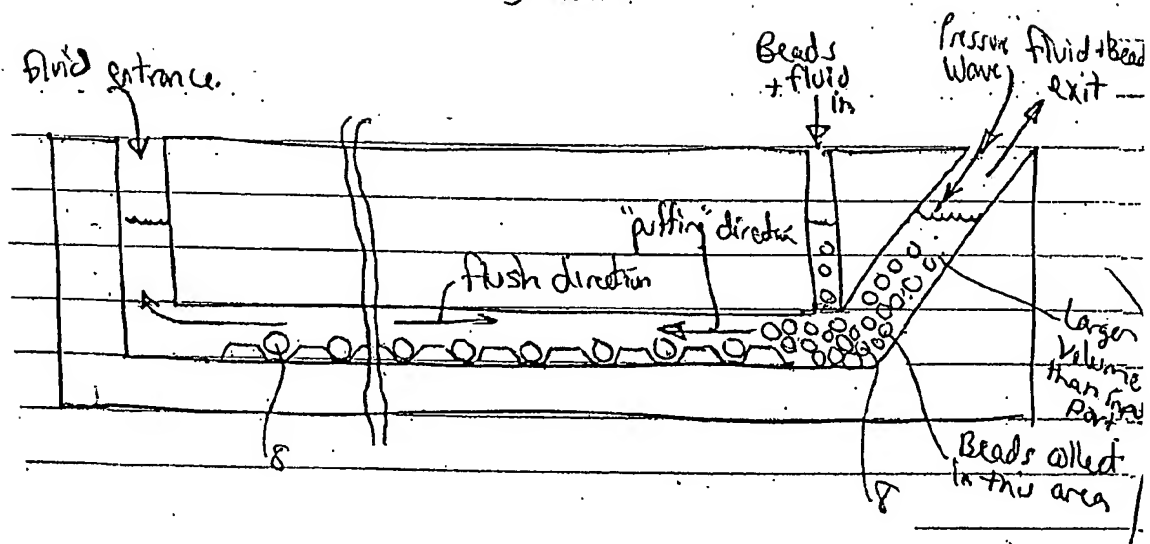 fluid entrance.
Beads
+ fluid
in
Pressure
Wave
fluid + Bead
exit
"puffing" direction
flush direction
Larger
Volume
than
Port
Beads collect
in this area
8
8